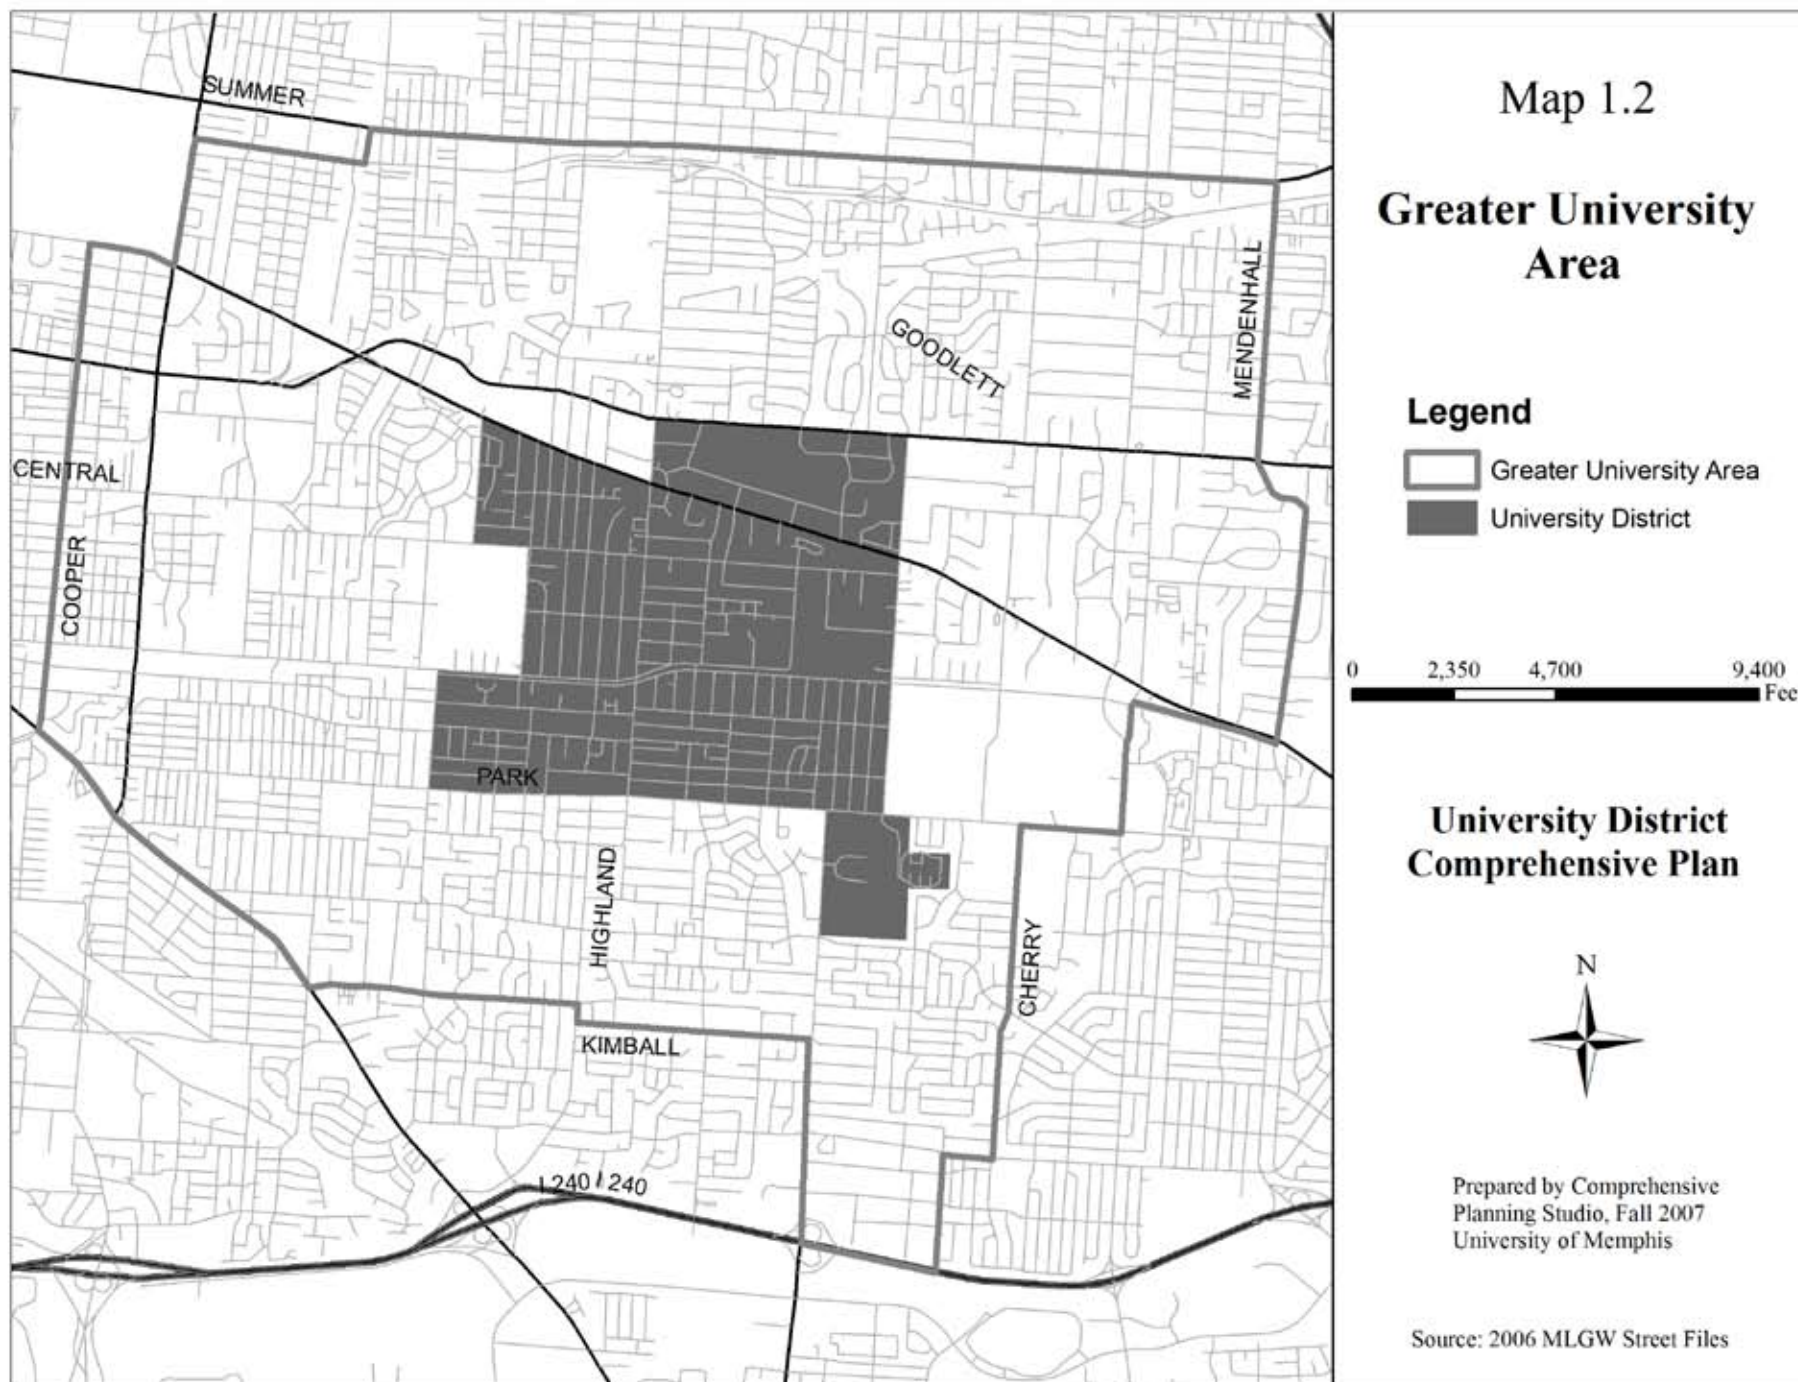 SUMMER
GOODLETT
MENDENHALL
CENTRAL
COOPER
PARK
HIGHLAND
CHERRY
KIMBALL
I 240 I 240
Map 1.2
Greater University
Area
Legend
Greater University Area
University District
0 2,350 4,700 9,400
Fee
University District
Comprehensive Plan
N
Prepared by Comprehensive
Planning Studio, Fall 2007
University of Memphis
Source: 2006 MLGW Street Files